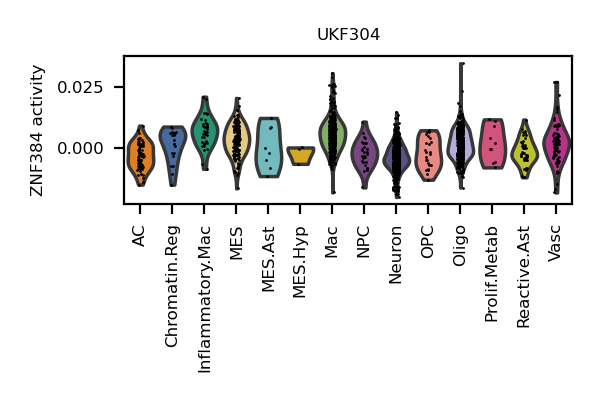 UKF304
ZNF384 activity
0.025
0.000
AC
Chromatin.Reg
Inflammatory.Mac
MES
MES.Ast
MES.Hyp
Mac
NPC
Neuron
OPC
Oligo
Prolif.Metab
Reactive.Ast
Vasc